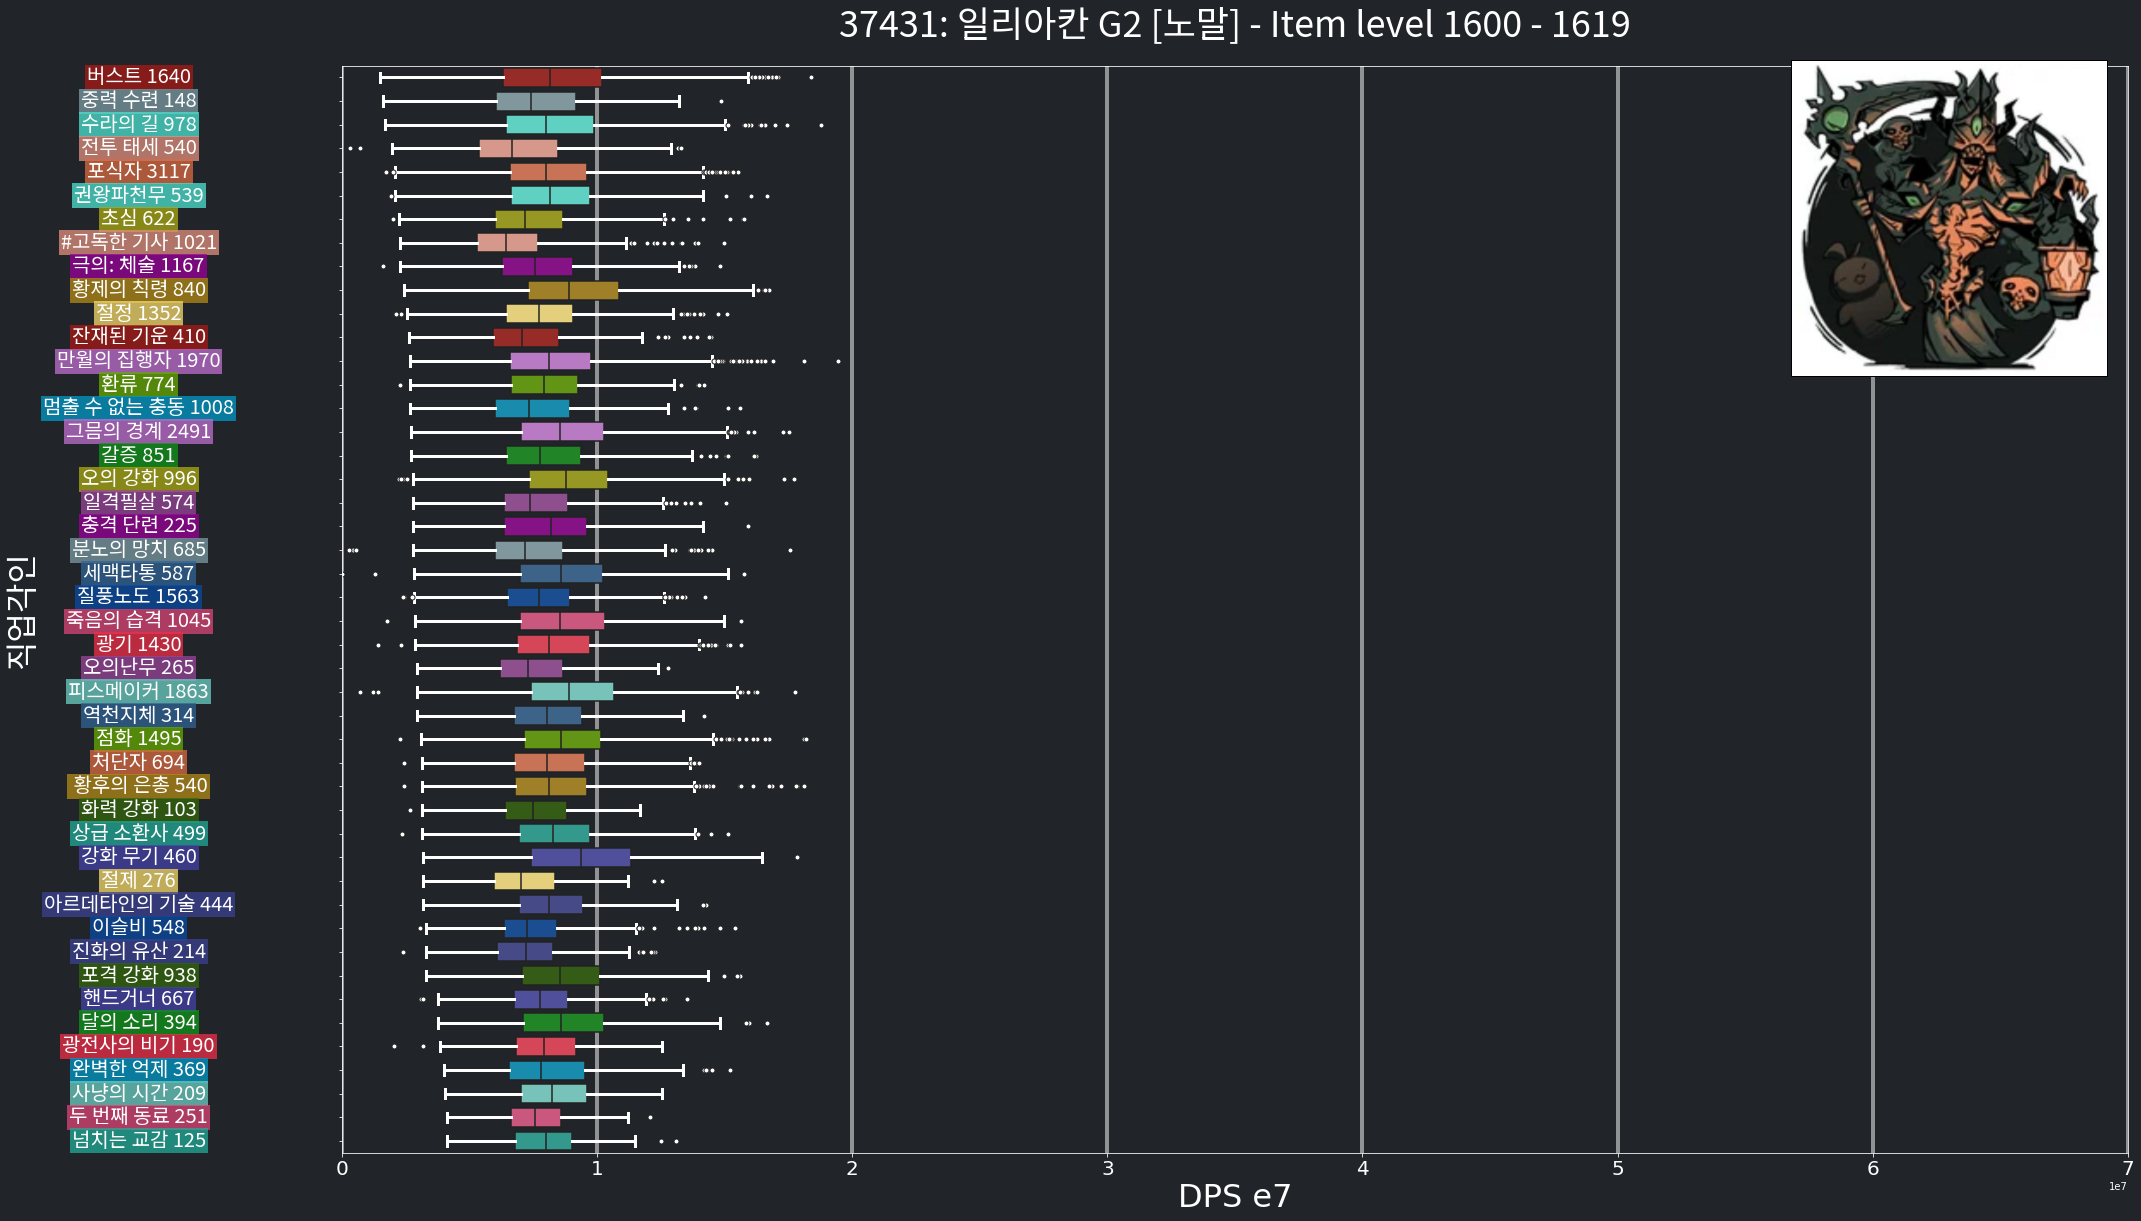 37431: 일리아칸 G2 [노말] - Item level 1600 - 1619
직업각인
버스트 1640
중력 수련 148
수라의 길 978
전투 태세 540
포식자 3117
권왕파천무 539
초심 622
#고독한 기사 1021
극의: 체술 1167
황제의 칙령 840
절정 1352
잔재된 기운 410
만월의 집행자 1970
환류 774
멈출 수 없는 충동 1008
그믐의 경계 2491
갈증 851
오의 강화 996
일격필살 574
충격 단련 225
분노의 망치 685
세맥타통 587
질풍노도 1563
죽음의 습격 1045
광기 1430
오의난무 265
피스메이커 1863
역천지체 314
점화 1495
처단자 694
황후의 은총 540
화력 강화 103
상급 소환사 499
강화 무기 460
절제 276
아르데타인의 기술 444
이슬비 548
진화의 유산 214
포격 강화 938
핸드거너 667
달의 소리 394
광전사의 비기 190
완벽한 억제 369
사냥의 시간 209
두 번째 동료 251
넘치는 교감 125
0 1 2 3 4 5 6 7
1e7
DPS e7